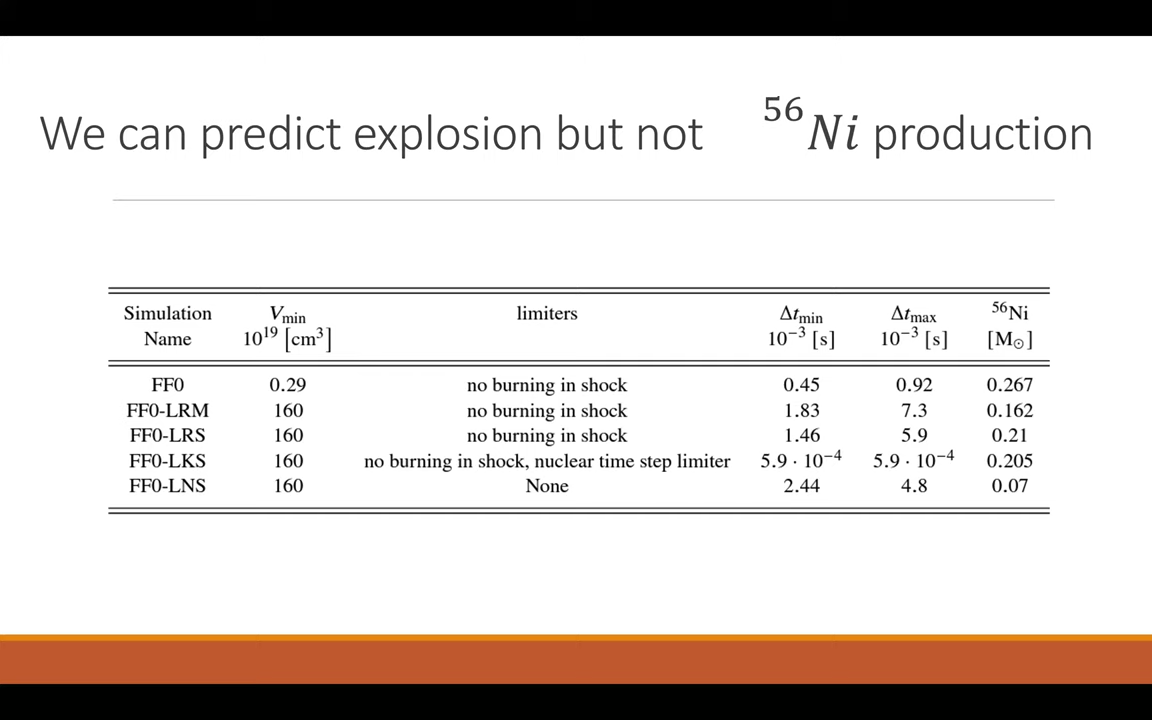 We can predict explosion but not ⁵⁶Ni production
Simulation Name V_min 10¹⁹ [cm³] limiters Δt_min 10⁻³ [s] Δt_max 10⁻³ [s] ⁵⁶Ni [M☉]
FF0 0.29 no burning in shock 0.45 0.92 0.267
FF0-LRM 160 no burning in shock 1.83 7.3 0.162
FF0-LRS 160 no burning in shock 1.46 5.9 0.21
FF0-LKS 160 no burning in shock, nuclear time step limiter 5.9 · 10⁻⁴ 5.9 · 10⁻⁴ 0.205
FF0-LNS 160 None 2.44 4.8 0.07